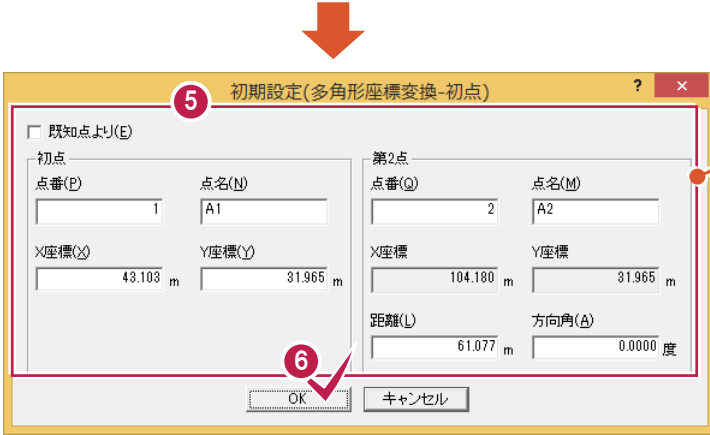 5
初期設定(多角形座標変換-初点)
?
×
既知点より(E)
初点
点番(P)
点名(N)
1
A1
X座標(X)
Y座標(Y)
43.103 m
31.965 m
第2点
点番(Q)
点名(M)
2
A2
X座標
Y座標
104.180 m
31.965 m
距離(L)
方向角(A)
61.077 m
0.0000 度
6
OK
キャンセル